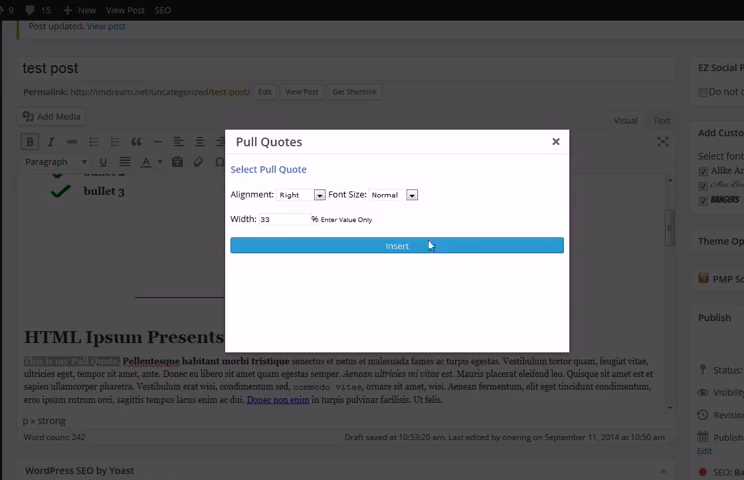 9 15 New View Post SEO
Post updated. View post
test post
EZ Social P
Permalink: http://imdream.net/uncategorized/test-post/ Edit View Post Get Shortlink
Do not d
Add Media
Visual Text
Add Custo
Pull Quotes
Paragraph
Select font
Select Pull Quote
Alike An
bullet 3
Alignment: Right Font Size: Normal
BANGERS
Width: 33 % Enter Value Only
Insert
Theme Op
PMP So
Publish
HTML Ipsum Presents
This is my Pull Quote. Pellentesque habitant morbi tristique senectus et netus et malesuada fames ac turpis egestas. Vestibulum tortor quam, feugiat vitae,
ultricies eget, tempor sit amet, ante. Donec eu libero sit amet quam egestas semper. Aenean ultricies mi vitae est. Mauris placerat eleifend leo. Quisque sit amet est et
sapien ullamcorper pharetra. Vestibulum erat wisi, condimentum sed, commodo vitae, ornare sit amet, wisi. Aenean fermentum, elit eget tincidunt condimentum,
eros ipsum rutrum orci, sagittis tempus lacus enim ac dui. Donec non enim in turpis pulvinar facilisis. Ut felis.
Status:
Visibility
Revisio
Publish
Edit
p » strong
Word count: 242 Draft saved at 10:53:20 am. Last edited by onering on September 11, 2014 at 10:50 am
WordPress SEO by Yoast
SEO: Ba